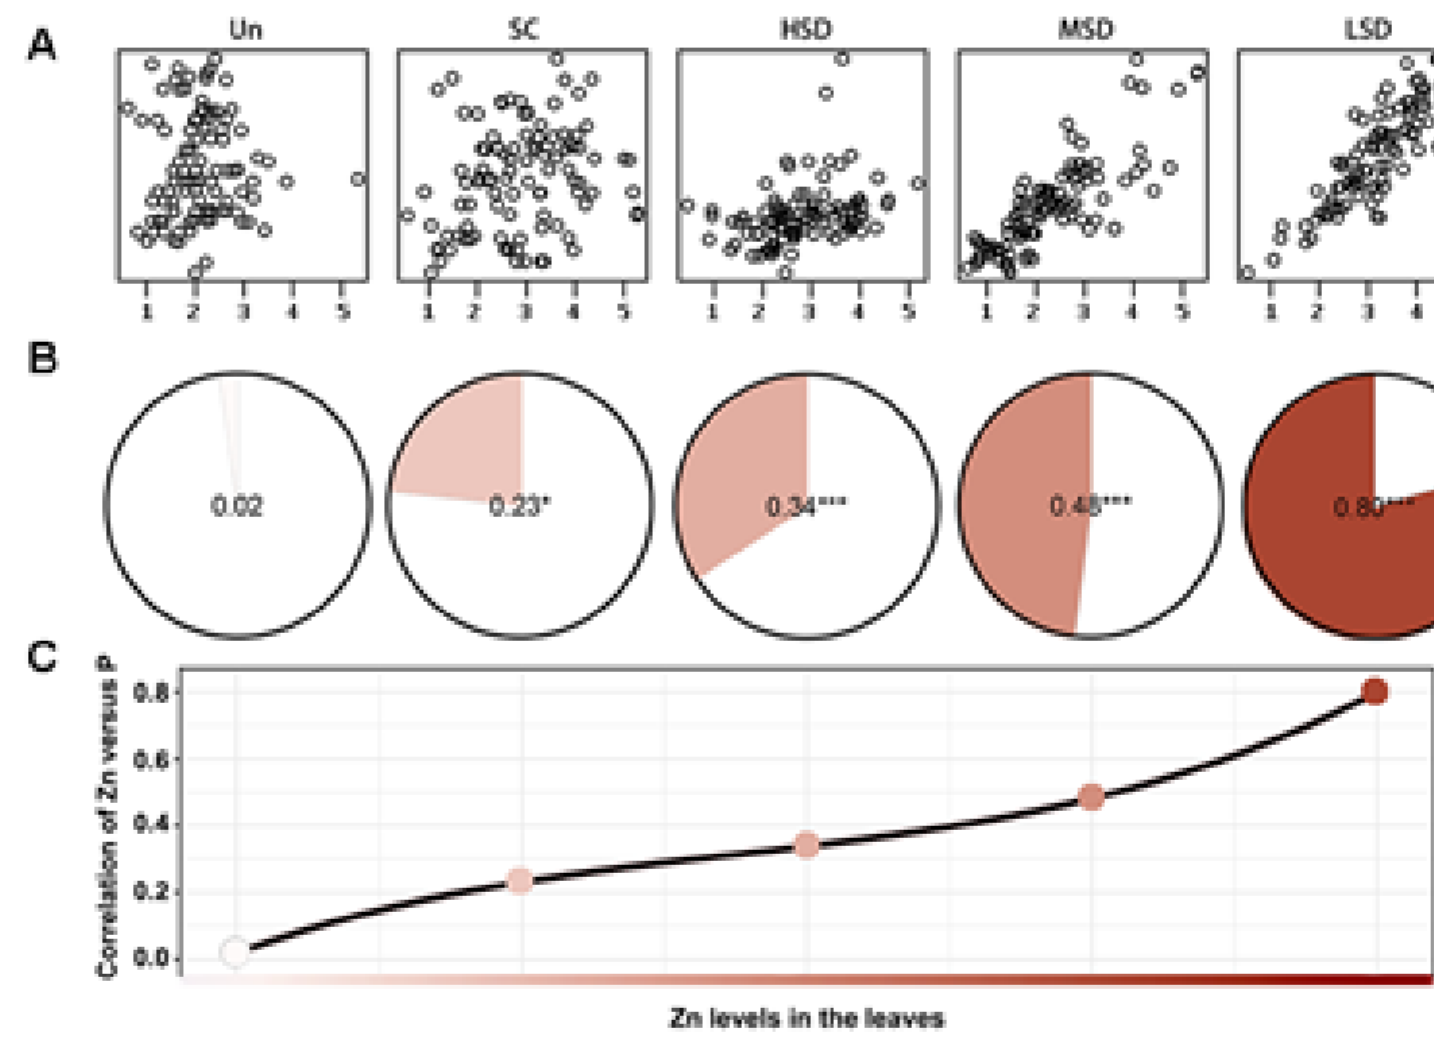 A
Un SC HSD MSD LSD
1 2 3 4 5 1 2 3 4 5 1 2 3 4 5 1 2 3 4 5 1 2 3 4
B
0.02 0.23* 0.34*** 0.48*** 0.80***
C
Correlation of Zn versus P
0.8
0.6
0.4
0.2
0.0
Zn levels in the leaves